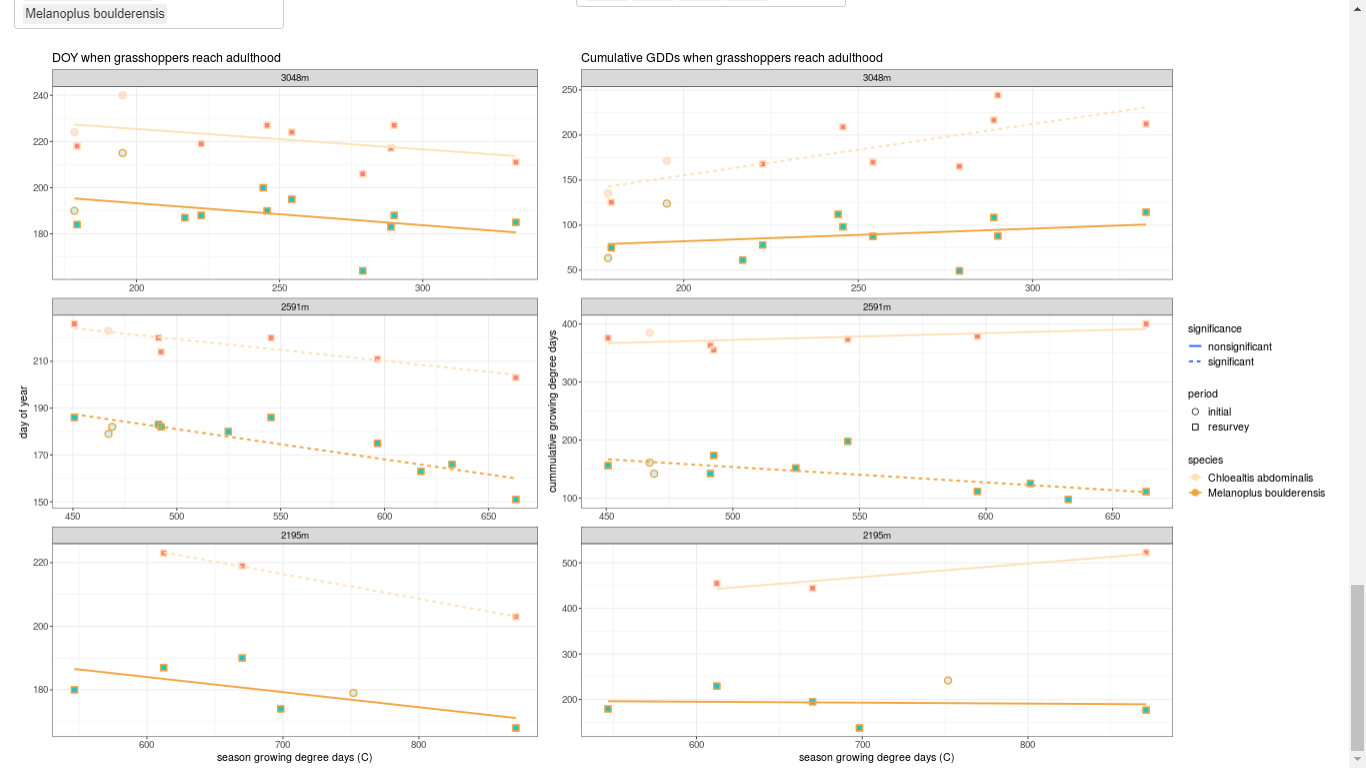 Melanoplus boulderensis
DOY when grasshoppers reach adulthood
3048m
240
220
200
180
200 250 300
2591m
210
190
170
150
450 500 550 600 650
2195m
220
200
180
600 700 800
day of year
season growing degree days (C)
Cumulative GDDs when grasshoppers reach adulthood
3048m
250
200
150
100
50
200 250 300
2591m
400
300
200
100
450 500 550 600 650
2195m
500
400
300
200
600 700 800
cummulative growing degree days
season growing degree days (C)
significance
nonsignificant
significant
period
initial
resurvey
species
Chloealtis abdominalis
Melanoplus boulderensis